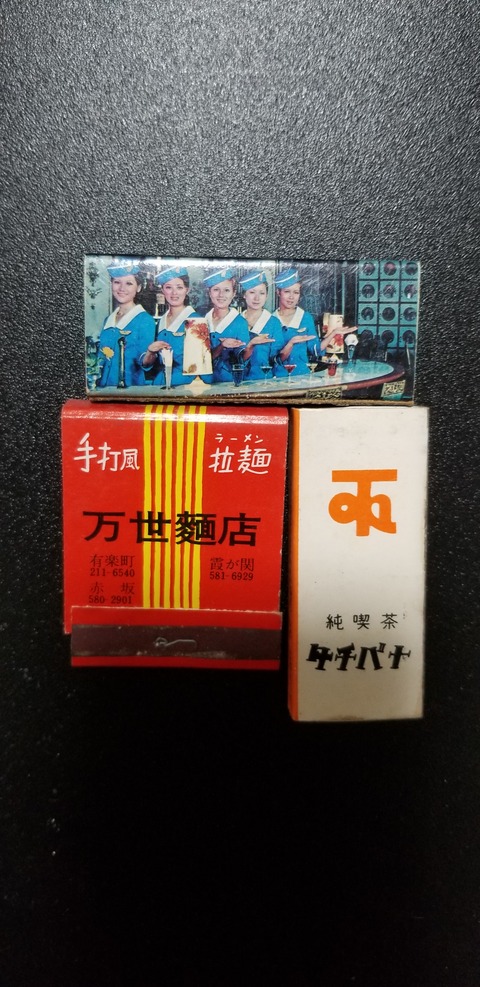 手打風
ラーメン
拉麺
万世麺店
有楽町
211-6540
霞が関
581-6929
赤坂
580-2901
純喫茶
タチバナ